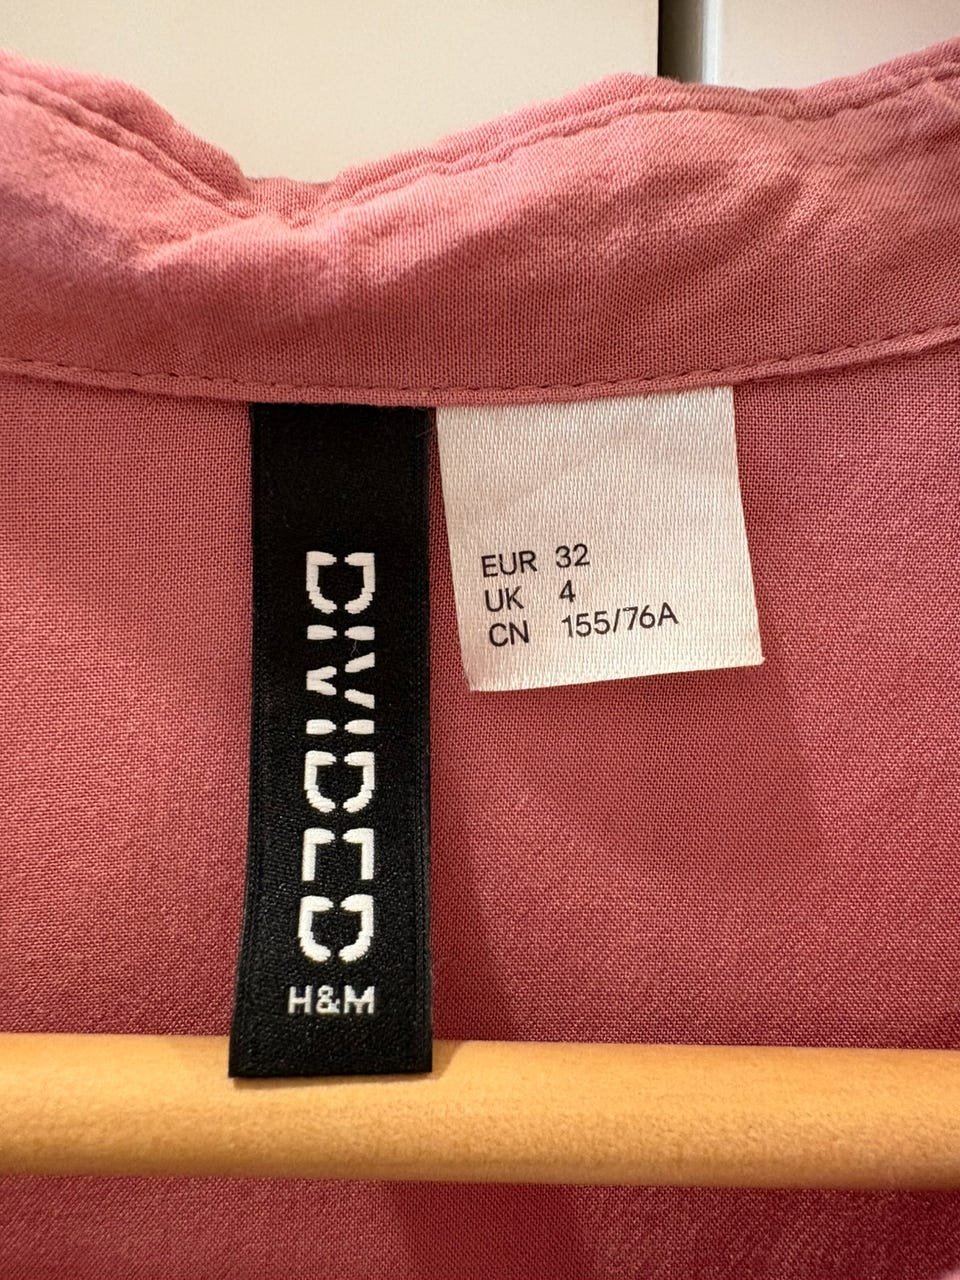 DIVIDED
H&M
EUR 32
UK 4
CN 155/76A